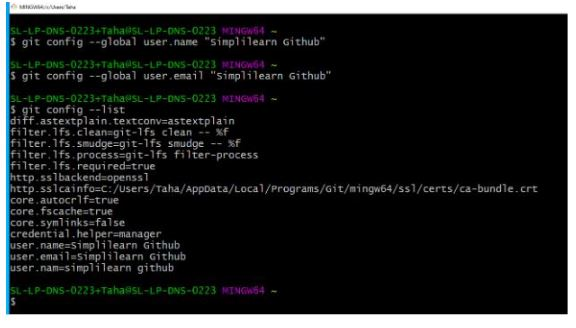 MINGW64:/c/Users/Taha
SL-LP-DNS-0223+Taha@SL-LP-DNS-0223 MINGW64 ~
$ git config --global user.name "Simplilearn Github"
SL-LP-DNS-0223+Taha@SL-LP-DNS-0223 MINGW64 ~
$ git config --global user.email "Simplilearn Github"
SL-LP-DNS-0223+Taha@SL-LP-DNS-0223 MINGW64 ~
$ git config --list
diff.astextplain.textconv=astextplain
filter.lfs.clean=git-lfs clean -- %f
filter.lfs.smudge=git-lfs smudge -- %f
filter.lfs.process=git-lfs filter-process
filter.lfs.required=true
http.sslbackend=openssl
http.sslcainfo=C:/Users/Taha/AppData/Local/Programs/Git/mingw64/ssl/certs/ca-bundle.crt
core.autocrlf=true
core.fscache=true
core.symlinks=false
credential.helper=manager
user.name=Simplilearn Github
user.email=Simplilearn Github
user.nam=simplilearn github
SL-LP-DNS-0223+Taha@SL-LP-DNS-0223 MINGW64 ~
$